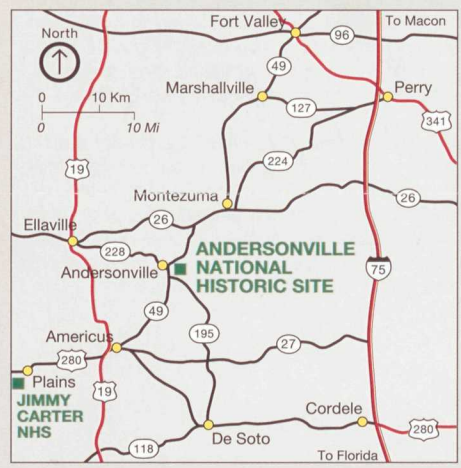 Fort Valley
To Macon
North
96
49
0 10 Km
0 10 Mi
Marshallville
Perry
127
341
19
224
Montezuma
26
26
Ellaville
228
ANDERSONVILLE
NATIONAL
HISTORIC SITE
Andersonville
75
49
195
Americus
27
280
Plains
19
JIMMY
CARTER
NHS
Cordele
280
De Soto
118
To Florida